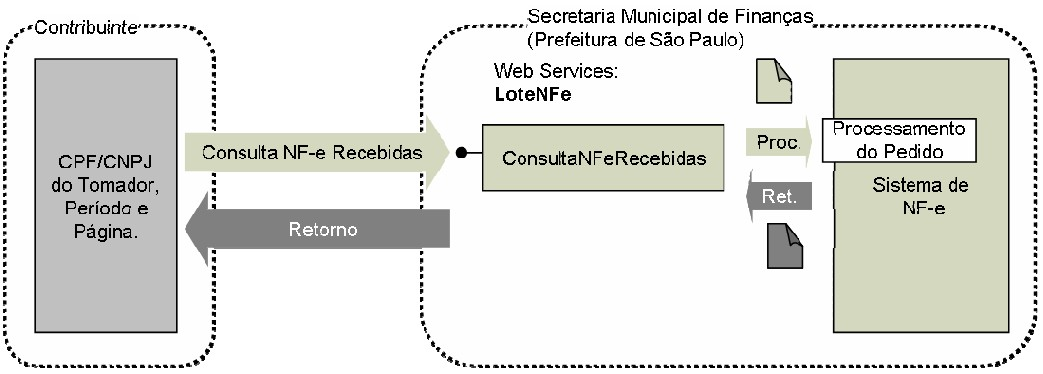 Contribuinte
CPF/CNPJ
do Tomador,
Período e
Página.
Consulta NF-e Recebidas
Retorno
Secretaria Municipal de Finanças
(Prefeitura de São Paulo)
Web Services:
LoteNFe
ConsultaNFeRecebidas
Proc.
Ret.
Processamento
do Pedido
Sistema de
NF-e